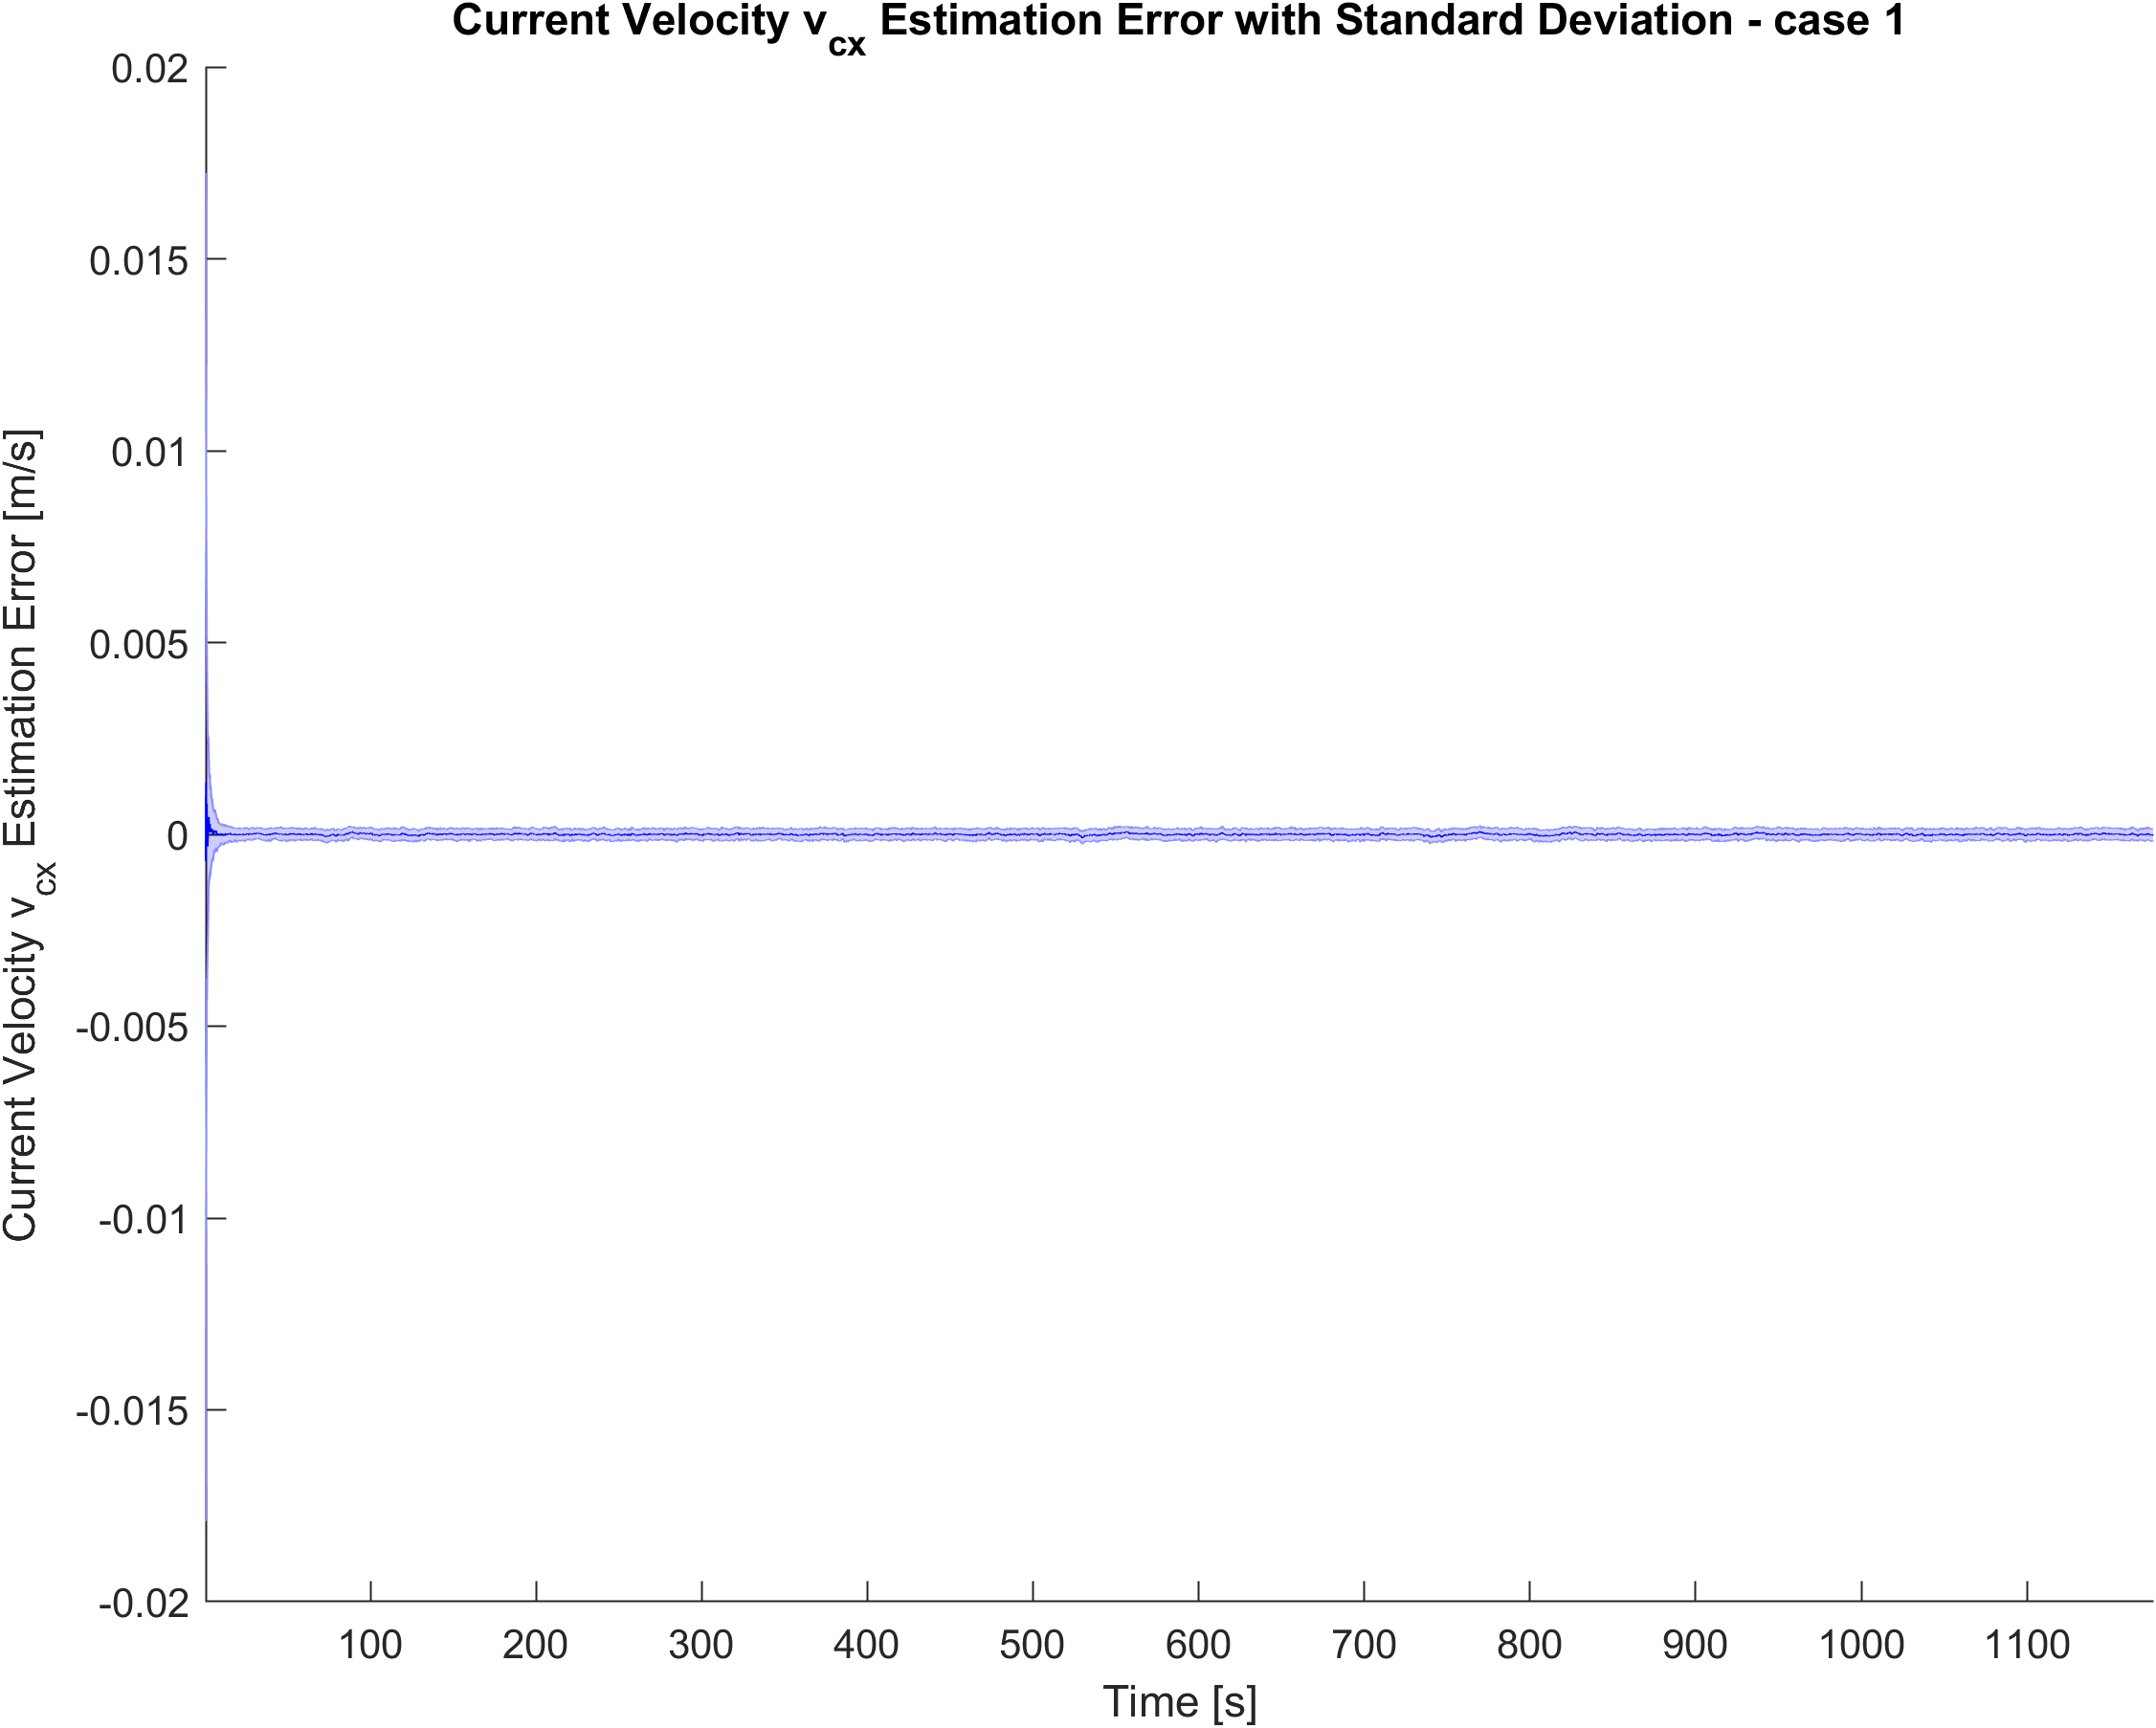 Current Velocity v_cx Estimation Error with Standard Deviation - case 1
Current Velocity v_cx Estimation Error [m/s]
0.02
0.015
0.01
0.005
0
-0.005
-0.01
-0.015
-0.02
100 200 300 400 500 600 700 800 900 1000 1100
Time [s]